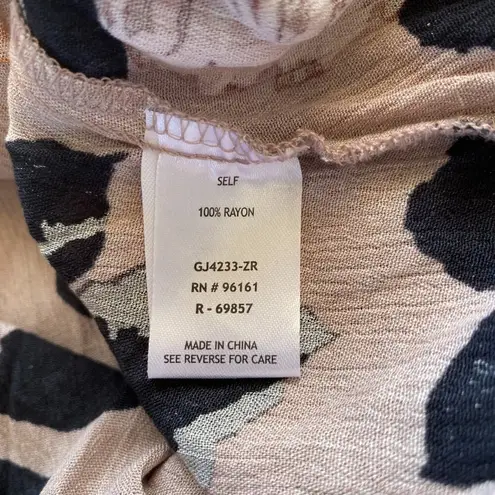 SELF
100% RAYON
GJ4233-ZR
RN # 96161
R - 69857
MADE IN CHINA
SEE REVERSE FOR CARE